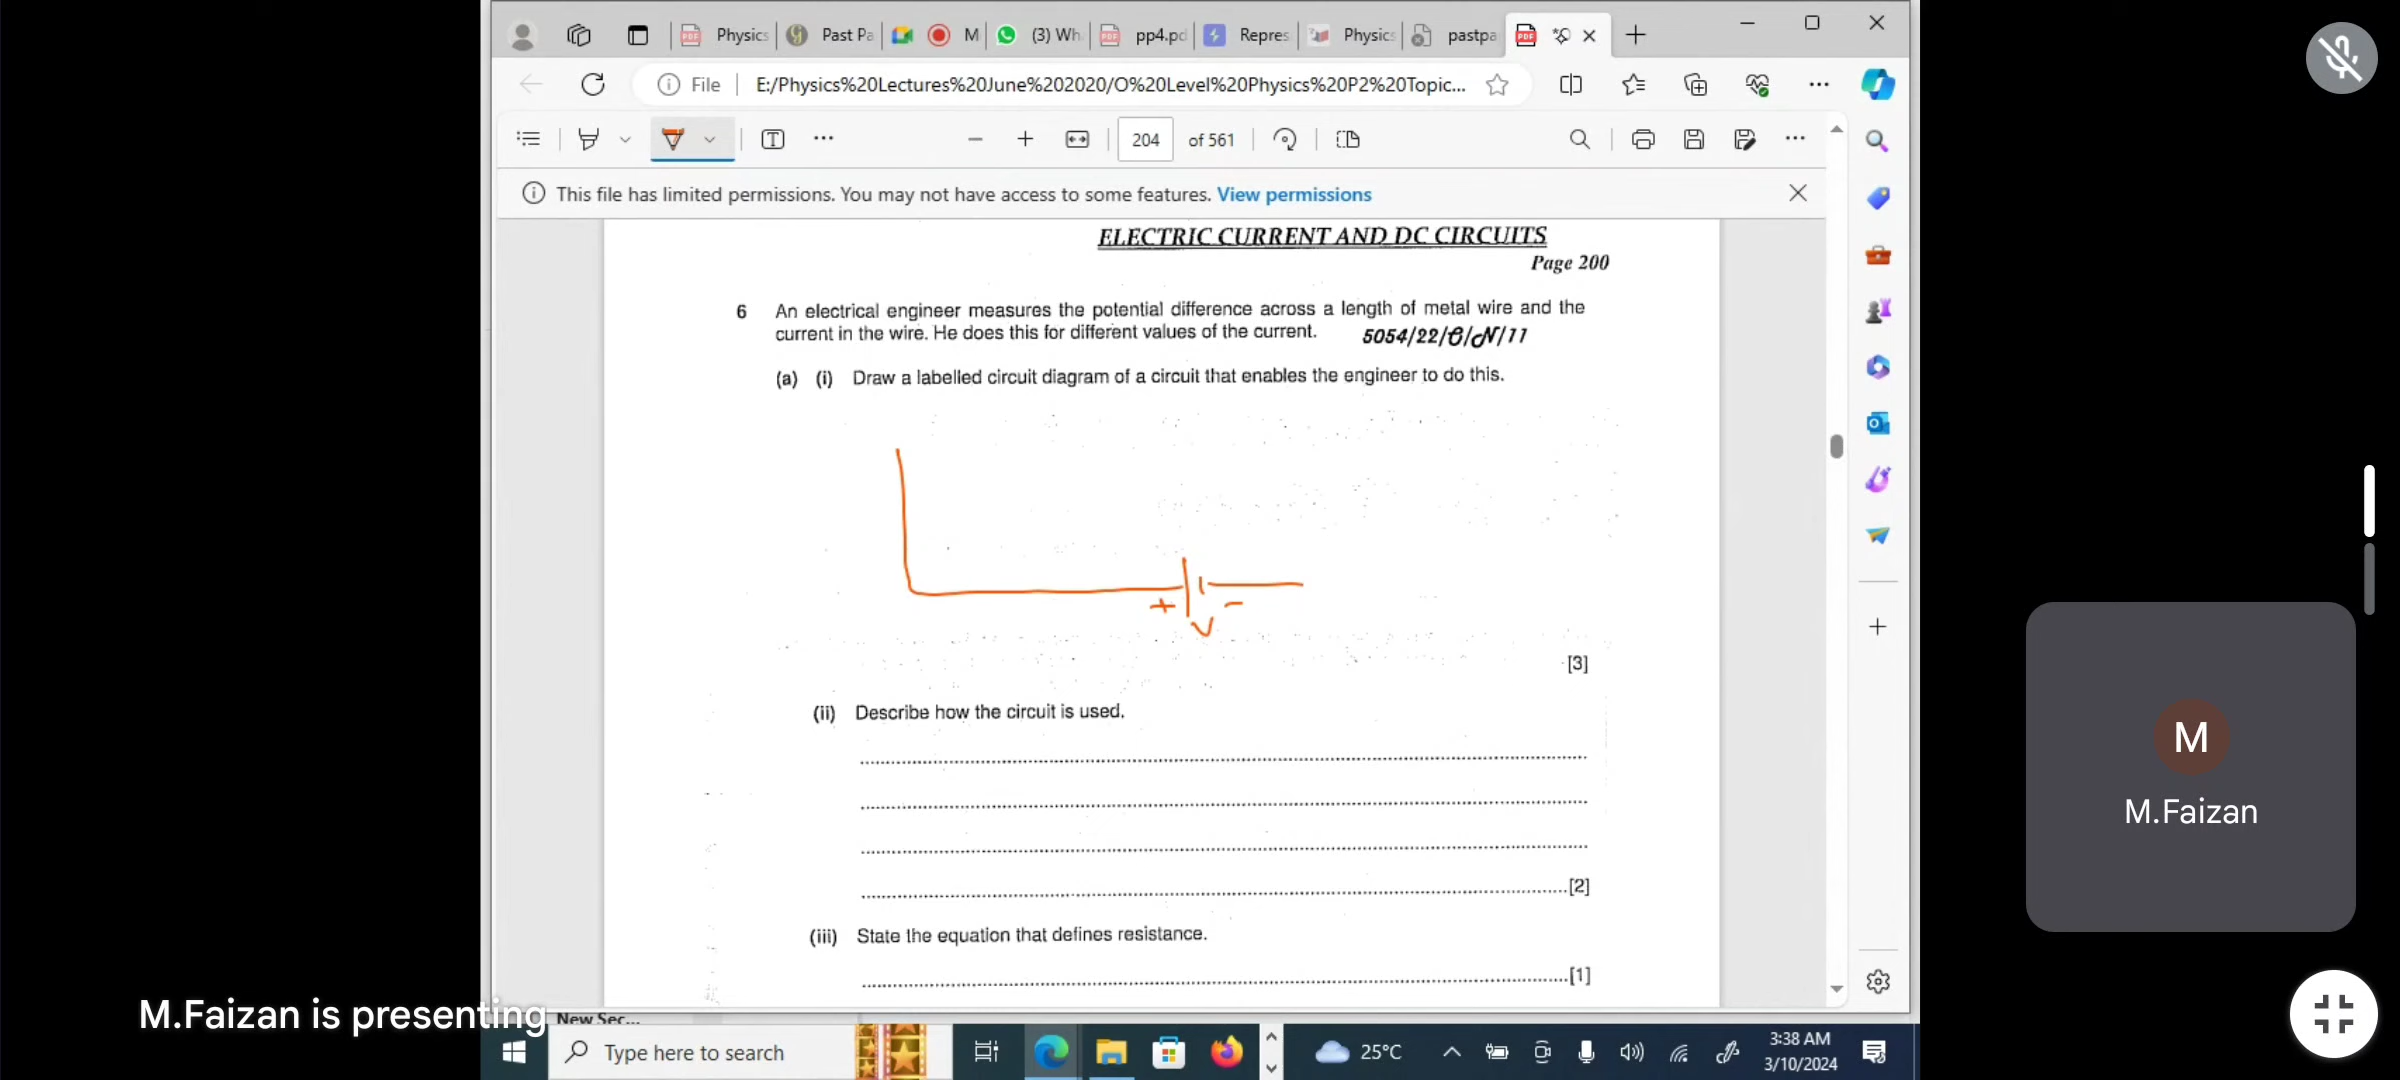 Physics
Past Pa
M
(3) Wh
pp4.pd
Repres
Physics
pastpa
File
E:/Physics%20Lectures%20June%202020/O%20Level%20Physics%20P2%20Topic...
204 of 561
This file has limited permissions. You may not have access to some features. View permissions
ELECTRIC CURRENT AND DC CIRCUITS
Page 200
6 An electrical engineer measures the potential difference across a length of metal wire and the
current in the wire. He does this for different values of the current. 5054/22/O/N/11
(a) (i) Draw a labelled circuit diagram of a circuit that enables the engineer to do this.
+ -
V
[3]
(ii) Describe how the circuit is used.
[2]
(iii) State the equation that defines resistance.
[1]
M
M.Faizan
M.Faizan is presenting
New Sec...
Type here to search
25°C
3:38 AM
3/10/2024